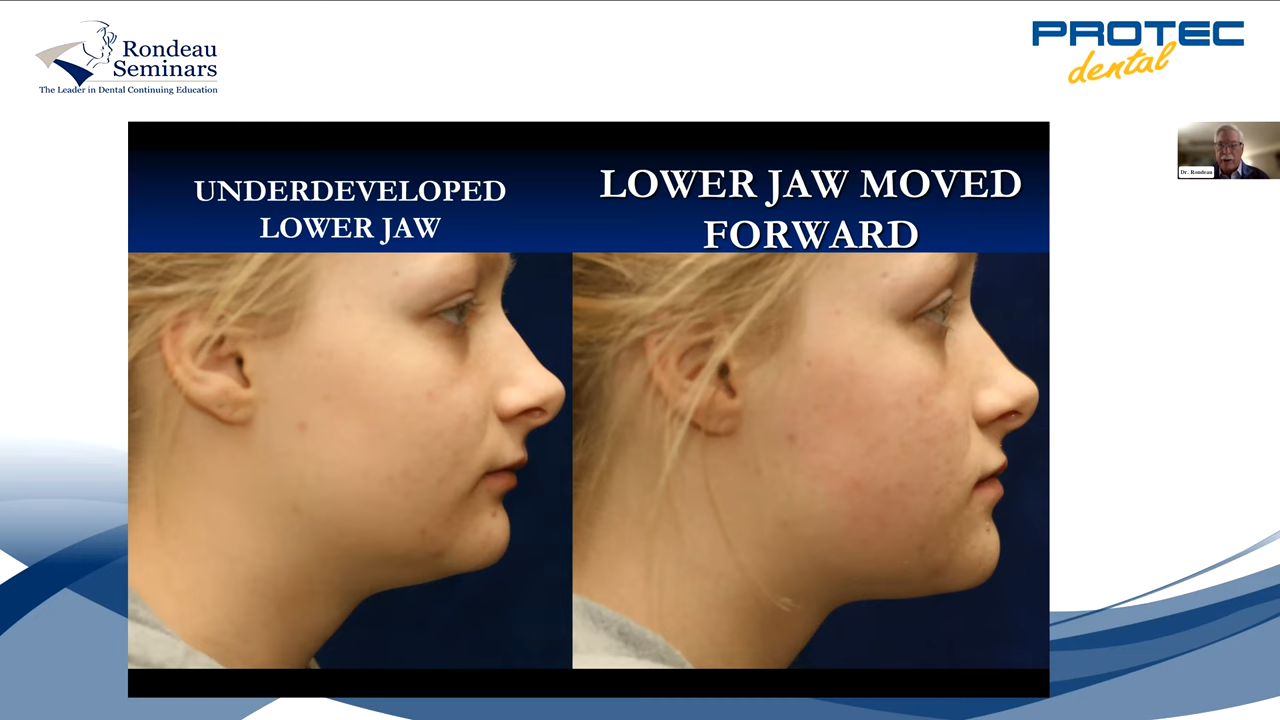 Rondeau
Seminars
The Leader in Dental Continuing Education
PROTEC
dental
UNDERDEVELOPED
LOWER JAW
LOWER JAW MOVED
FORWARD
Dr. Rondeau